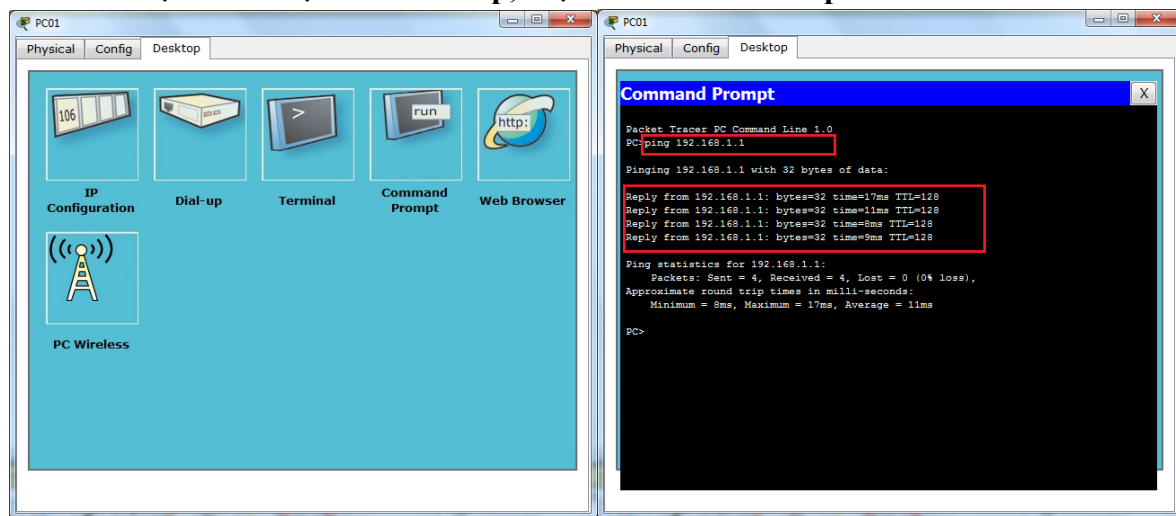 PC01
Physical Config Desktop
106
run
http:
IP Configuration
Dial-up
Terminal
Command Prompt
Web Browser
PC Wireless
PC01
Physical Config Desktop
Command Prompt X
Packet Tracer PC Command Line 1.0
PC>ping 192.168.1.1
Pinging 192.168.1.1 with 32 bytes of data:
Reply from 192.168.1.1: bytes=32 time=17ms TTL=128
Reply from 192.168.1.1: bytes=32 time=11ms TTL=128
Reply from 192.168.1.1: bytes=32 time=8ms TTL=128
Reply from 192.168.1.1: bytes=32 time=9ms TTL=128
Ping statistics for 192.168.1.1:
Packets: Sent = 4, Received = 4, Lost = 0 (0% loss),
Approximate round trip times in milli-seconds:
Minimum = 8ms, Maximum = 17ms, Average = 11ms
PC>